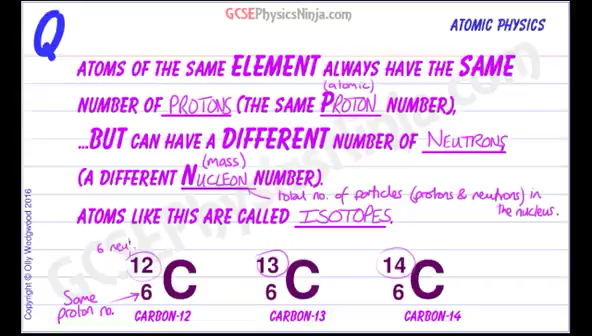 GCSEPhysicsNinja.com
Q
ATOMIC PHYSICS
ATOMS OF THE SAME ELEMENT ALWAYS HAVE THE SAME
(atomic)
NUMBER OF PROTONS (THE SAME PROTON NUMBER),
...BUT CAN HAVE A DIFFERENT NUMBER OF NEUTRONS
(mass)
(A DIFFERENT NUCLEON NUMBER).
total no. of particles (protons & neutrons) in
the nucleus.
ATOMS LIKE THIS ARE CALLED ISOTOPES.
6 neut.
12 13 14
C C C
6 6 6
Same
proton no.
CARBON-12 CARBON-13 CARBON-14
Copyright © Olly Wedgwood 2016
GCSEPhysicsNinja.com